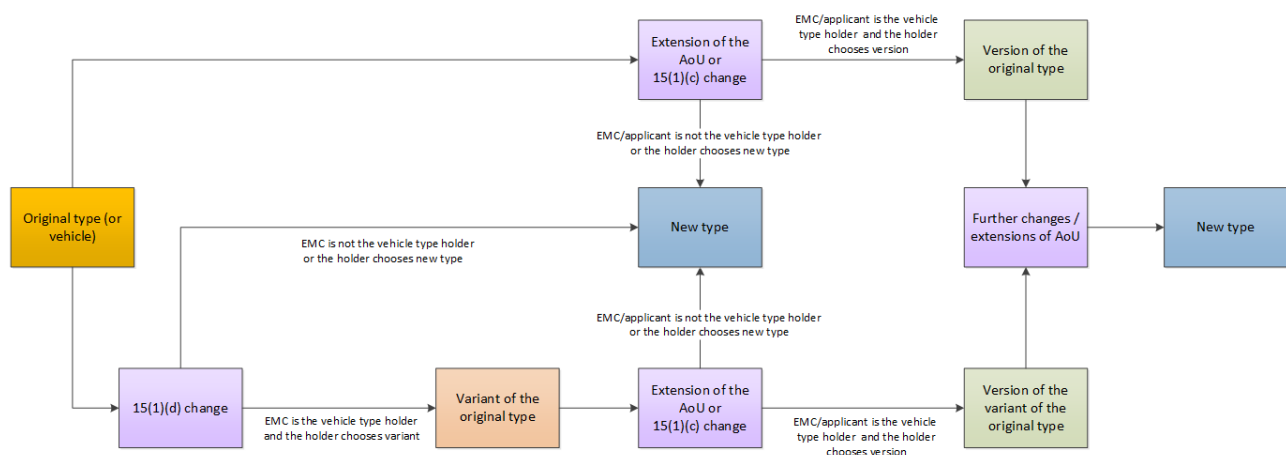 EMC/applicant is the vehicle
type holder and the holder
chooses version
Extension of the
AoU or
15(1)(c) change
Version of the
original type
EMC/applicant is not the vehicle type holder
or the holder chooses new type
Original type (or
vehicle)
New type
Further changes /
extensions of AoU
New type
EMC is not the vehicle type holder
or the holder chooses new type
EMC/applicant is not the vehicle type holder
or the holder chooses new type
15(1)(d) change
EMC is the vehicle type holder
and the holder chooses variant
Variant of the
original type
Extension of the
AoU or
15(1)(c) change
EMC/applicant is the vehicle
type holder and the holder
chooses version
Version of the
variant of the
original type